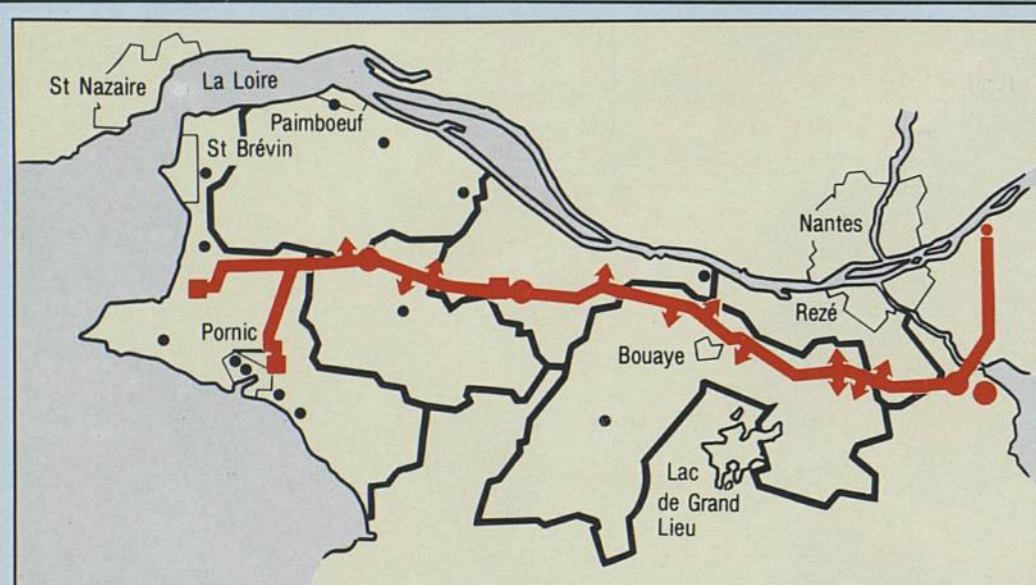 St Nazaire
La Loire
Paimboeuf
St Brévin
Nantes
Rezé
Pornic
Bouaye
Lac
de Grand
Lieu